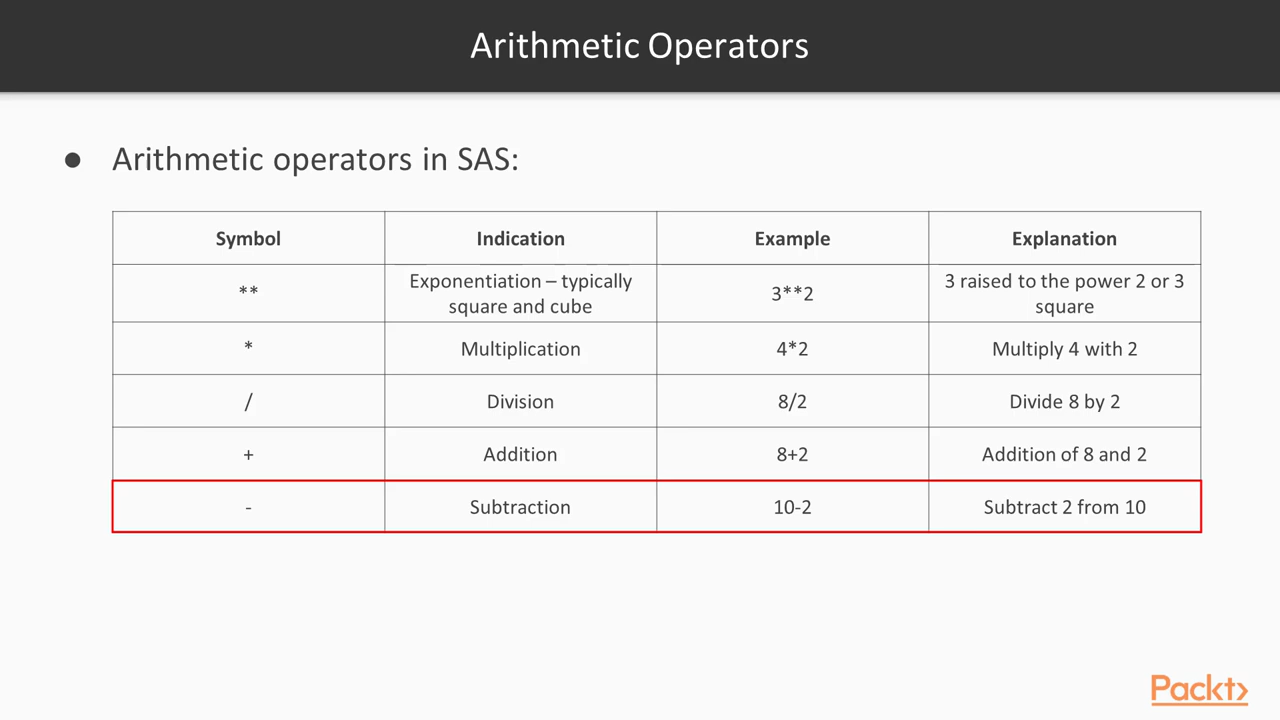 Arithmetic Operators
● Arithmetic operators in SAS:
Symbol Indication Example Explanation
** Exponentiation – typically square and cube 3**2 3 raised to the power 2 or 3 square
* Multiplication 4*2 Multiply 4 with 2
/ Division 8/2 Divide 8 by 2
+ Addition 8+2 Addition of 8 and 2
- Subtraction 10-2 Subtract 2 from 10
Packt>